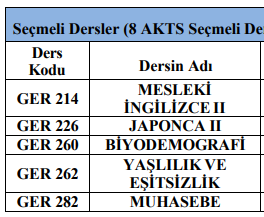 Seçmeli Dersler (8 AKTS Seçmeli
Ders
Kodu
Dersin Adı
GER 214
MESLEKİ
İNGİLİZCE II
GER 226
JAPONCA II
GER 260
BİYODEMOGRAFİ
GER 262
YAŞLILIK VE
EŞİTSİZLİK
GER 282
MUHASEBE